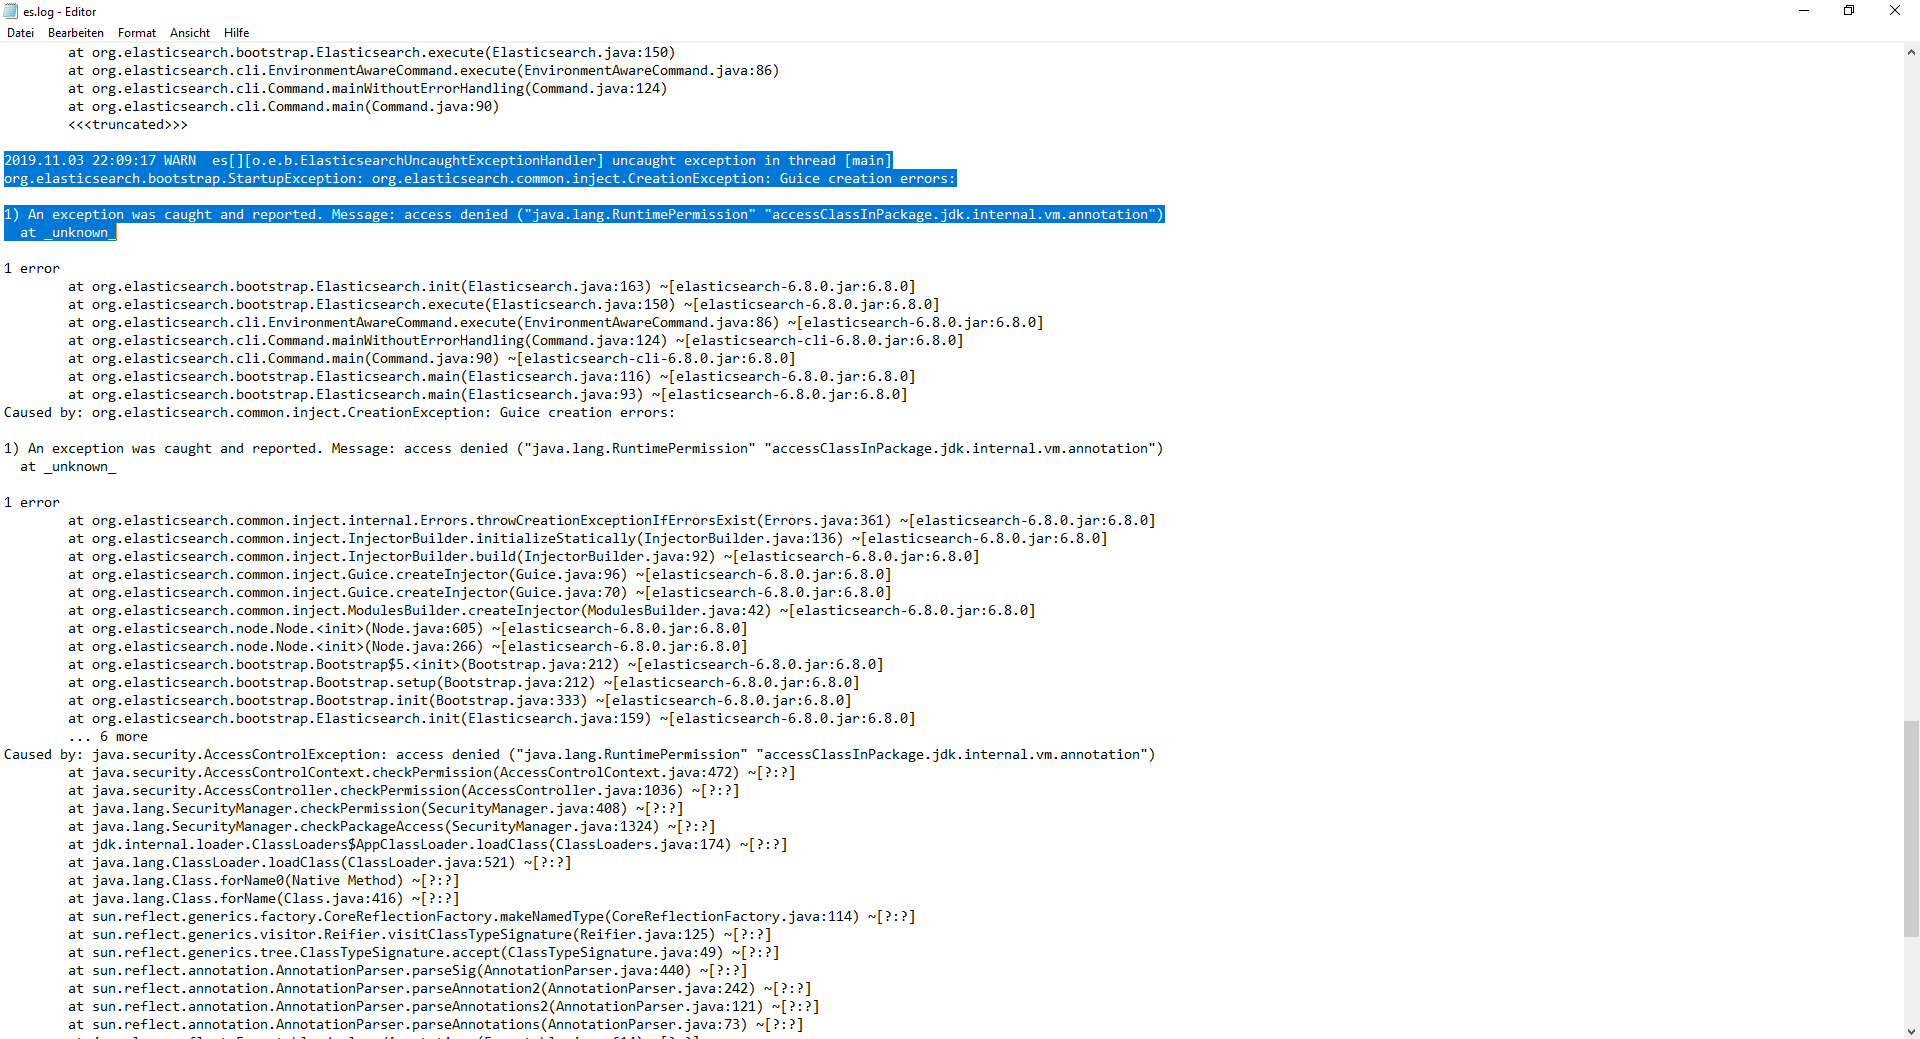 es.log - Editor
Datei Bearbeiten Format Ansicht Hilfe
at org.elasticsearch.bootstrap.Elasticsearch.execute(Elasticsearch.java:150)
at org.elasticsearch.cli.EnvironmentAwareCommand.execute(EnvironmentAwareCommand.java:86)
at org.elasticsearch.cli.Command.mainWithoutErrorHandling(Command.java:124)
at org.elasticsearch.cli.Command.main(Command.java:90)
<<<truncated>>>
2019.11.03 22:09:17 WARN  es[][o.e.b.ElasticsearchUncaughtExceptionHandler] uncaught exception in thread [main]
org.elasticsearch.bootstrap.StartupException: org.elasticsearch.common.inject.CreationException: Guice creation errors:
1) An exception was caught and reported. Message: access denied ("java.lang.RuntimePermission" "accessClassInPackage.jdk.internal.vm.annotation")
at _unknown_
1 error
at org.elasticsearch.bootstrap.Elasticsearch.init(Elasticsearch.java:163) ~[elasticsearch-6.8.0.jar:6.8.0]
at org.elasticsearch.bootstrap.Elasticsearch.execute(Elasticsearch.java:150) ~[elasticsearch-6.8.0.jar:6.8.0]
at org.elasticsearch.cli.EnvironmentAwareCommand.execute(EnvironmentAwareCommand.java:86) ~[elasticsearch-6.8.0.jar:6.8.0]
at org.elasticsearch.cli.Command.mainWithoutErrorHandling(Command.java:124) ~[elasticsearch-cli-6.8.0.jar:6.8.0]
at org.elasticsearch.cli.Command.main(Command.java:90) ~[elasticsearch-cli-6.8.0.jar:6.8.0]
at org.elasticsearch.bootstrap.Elasticsearch.main(Elasticsearch.java:116) ~[elasticsearch-6.8.0.jar:6.8.0]
at org.elasticsearch.bootstrap.Elasticsearch.main(Elasticsearch.java:93) ~[elasticsearch-6.8.0.jar:6.8.0]
Caused by: org.elasticsearch.common.inject.CreationException: Guice creation errors:
1) An exception was caught and reported. Message: access denied ("java.lang.RuntimePermission" "accessClassInPackage.jdk.internal.vm.annotation")
at _unknown_
1 error
at org.elasticsearch.common.inject.internal.Errors.throwCreationExceptionIfErrorsExist(Errors.java:361) ~[elasticsearch-6.8.0.jar:6.8.0]
at org.elasticsearch.common.inject.InjectorBuilder.initializeStatically(InjectorBuilder.java:136) ~[elasticsearch-6.8.0.jar:6.8.0]
at org.elasticsearch.common.inject.InjectorBuilder.build(InjectorBuilder.java:92) ~[elasticsearch-6.8.0.jar:6.8.0]
at org.elasticsearch.common.inject.Guice.createInjector(Guice.java:96) ~[elasticsearch-6.8.0.jar:6.8.0]
at org.elasticsearch.common.inject.Guice.createInjector(Guice.java:70) ~[elasticsearch-6.8.0.jar:6.8.0]
at org.elasticsearch.common.inject.ModulesBuilder.createInjector(ModulesBuilder.java:42) ~[elasticsearch-6.8.0.jar:6.8.0]
at org.elasticsearch.node.Node.<init>(Node.java:605) ~[elasticsearch-6.8.0.jar:6.8.0]
at org.elasticsearch.node.Node.<init>(Node.java:266) ~[elasticsearch-6.8.0.jar:6.8.0]
at org.elasticsearch.bootstrap.Bootstrap$5.<init>(Bootstrap.java:212) ~[elasticsearch-6.8.0.jar:6.8.0]
at org.elasticsearch.bootstrap.Bootstrap.setup(Bootstrap.java:212) ~[elasticsearch-6.8.0.jar:6.8.0]
at org.elasticsearch.bootstrap.Bootstrap.init(Bootstrap.java:333) ~[elasticsearch-6.8.0.jar:6.8.0]
at org.elasticsearch.bootstrap.Elasticsearch.init(Elasticsearch.java:159) ~[elasticsearch-6.8.0.jar:6.8.0]
... 6 more
Caused by: java.security.AccessControlException: access denied ("java.lang.RuntimePermission" "accessClassInPackage.jdk.internal.vm.annotation")
at java.security.AccessControlContext.checkPermission(AccessControlContext.java:472) ~[?:?]
at java.security.AccessController.checkPermission(AccessController.java:1036) ~[?:?]
at java.lang.SecurityManager.checkPermission(SecurityManager.java:408) ~[?:?]
at java.lang.SecurityManager.checkPackageAccess(SecurityManager.java:1324) ~[?:?]
at jdk.internal.loader.ClassLoaders$AppClassLoader.loadClass(ClassLoaders.java:174) ~[?:?]
at java.lang.ClassLoader.loadClass(ClassLoader.java:521) ~[?:?]
at java.lang.Class.forName0(Native Method) ~[?:?]
at java.lang.Class.forName(Class.java:416) ~[?:?]
at sun.reflect.generics.factory.CoreReflectionFactory.makeNamedType(CoreReflectionFactory.java:114) ~[?:?]
at sun.reflect.generics.visitor.Reifier.visitClassTypeSignature(Reifier.java:125) ~[?:?]
at sun.reflect.generics.tree.ClassTypeSignature.accept(ClassTypeSignature.java:49) ~[?:?]
at sun.reflect.annotation.AnnotationParser.parseSig(AnnotationParser.java:440) ~[?:?]
at sun.reflect.annotation.AnnotationParser.parseAnnotation2(AnnotationParser.java:242) ~[?:?]
at sun.reflect.annotation.AnnotationParser.parseAnnotations2(AnnotationParser.java:121) ~[?:?]
at sun.reflect.annotation.AnnotationParser.parseAnnotations(AnnotationParser.java:73) ~[?:?]